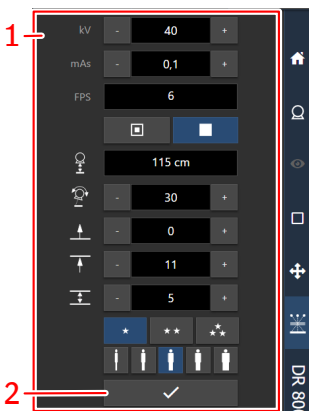 1
kV - 40 +
mAs - 0,1 +
FPS 6
115 cm
- 30 +
- 0 +
- 11 +
- 5 +
2
DR 80